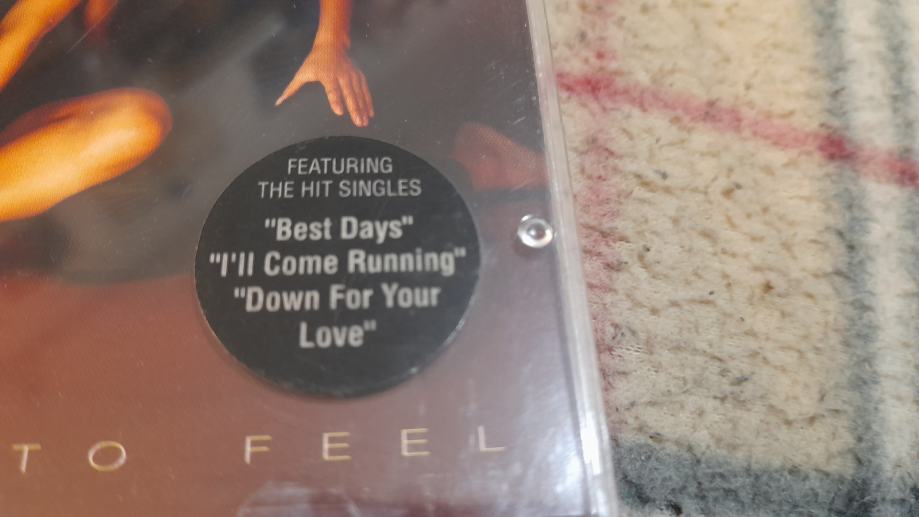 FEATURING
THE HIT SINGLES
"Best Days"
"I'll Come Running"
"Down For Your
Love"
TO FEEL